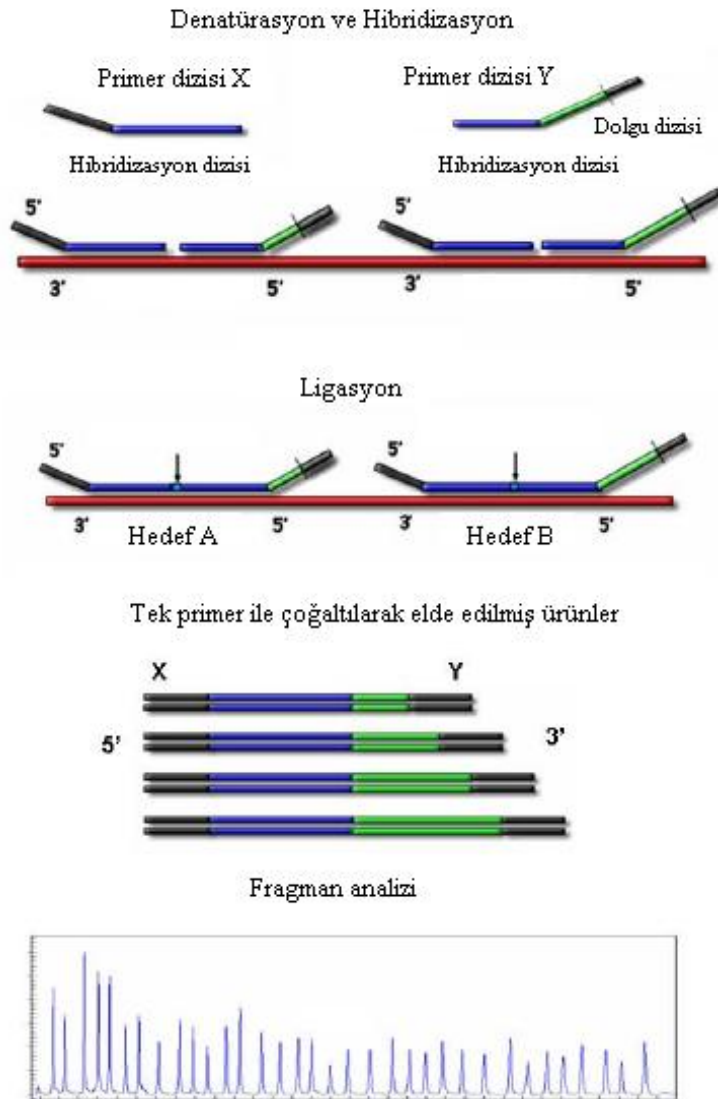 Denatürasyon ve Hibridizasyon
Primer dizisi X
Primer dizisi Y
Dolgu dizisi
Hibridizasyon dizisi
Hibridizasyon dizisi
5'
5'
3'
5'
3'
5'
Ligasyon
5'
5'
3'
5'
3'
5'
Hedef A
Hedef B
Tek primer ile çoğaltılarak elde edilmiş ürünler
X
Y
5'
3'
Fragman analizi